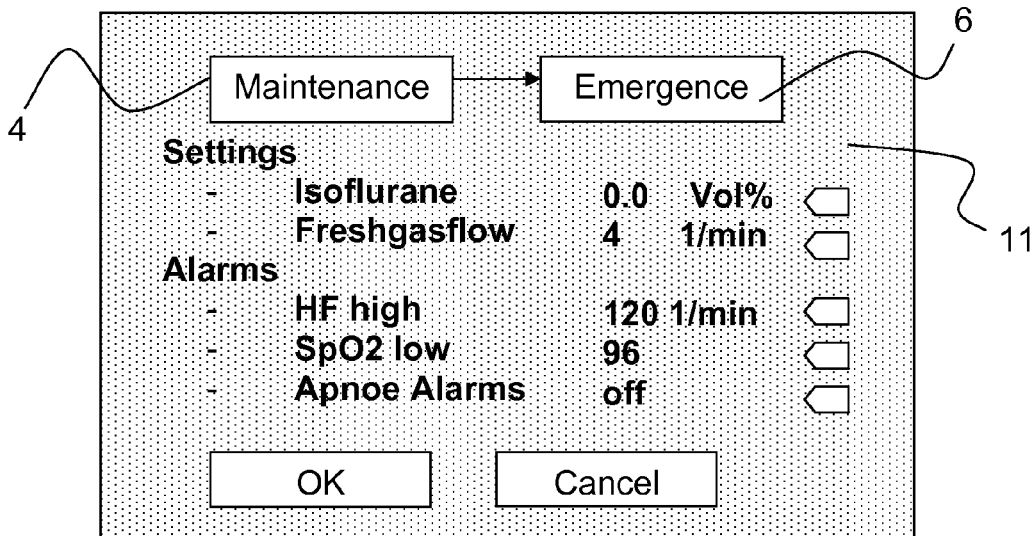 6
Maintenance Emergence
4
Settings
- Isoflurane 0.0 Vol%
- Freshgasflow 4 1/min
11
Alarms
- HF high 120 1/min
- SpO2 low 96
- Apnoe Alarms off
OK Cancel